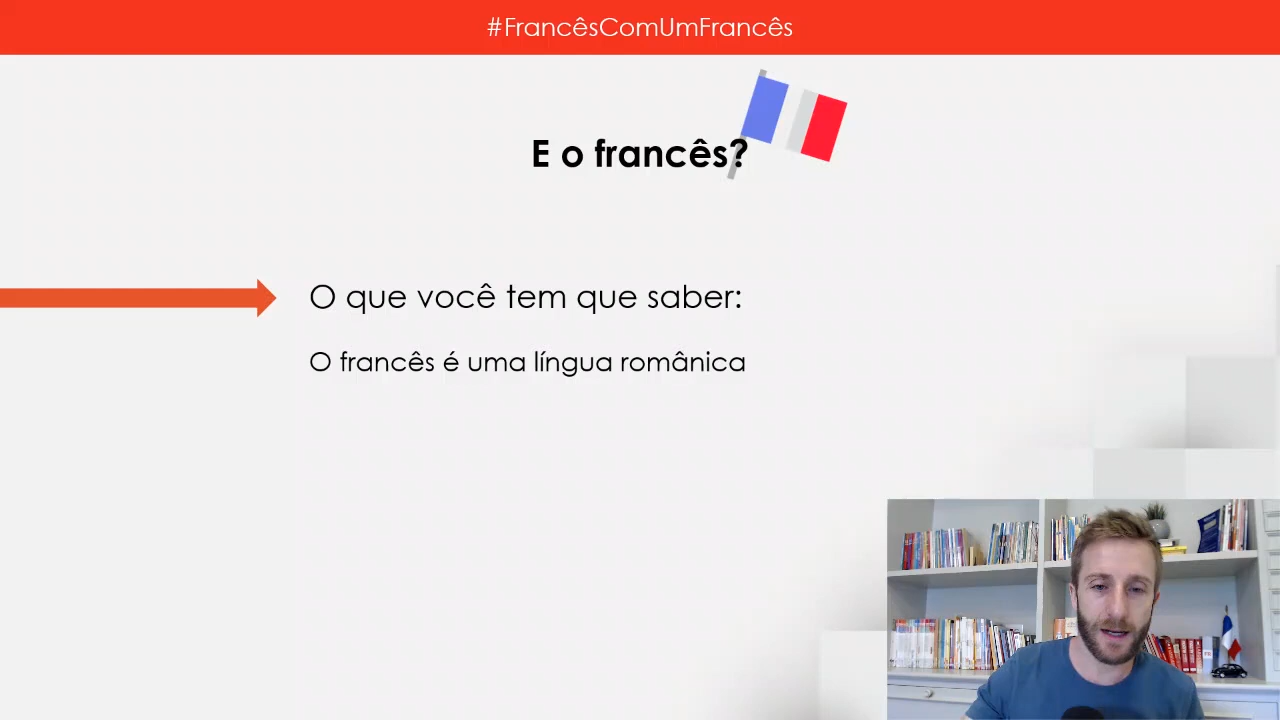 #FrancêsComUmFrancês
E o francês?
O que você tem que saber:
O francês é uma língua românica